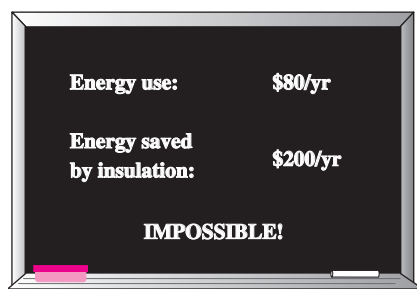 Energy use: $80/yr
Energy saved
by insulation: $200/yr
IMPOSSIBLE!